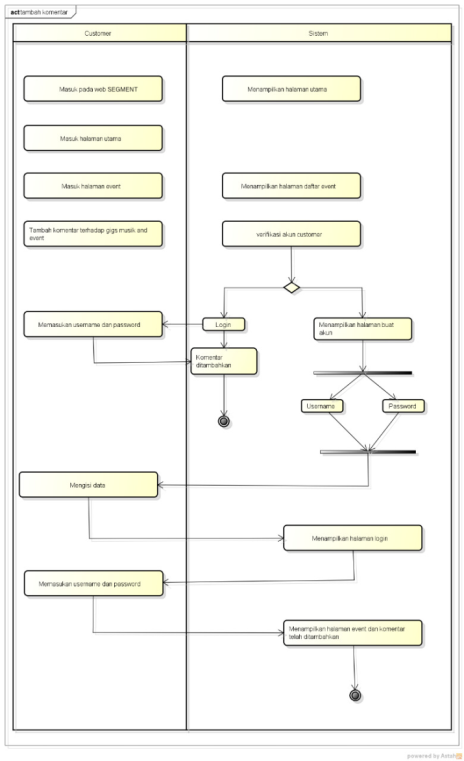 act tambah komentar
Customer
Sistem
Masuk pada web SEGMENT
Menampilkan halaman utama
Masuk halaman utama
Masuk halaman event
Menampilkan halaman daftar event
Tambah komentar terhadap gigs musik and
event
verifikasi akun customer
Memasukan username dan password
Login
Menampilkan halaman buat
akun
Komentar
ditambahkan
Username
Password
Mengisi data
Menampilkan halaman login
Memasukan username dan password
Menampilkan halaman event dan komentar
telah ditambahkan
powered by Astah